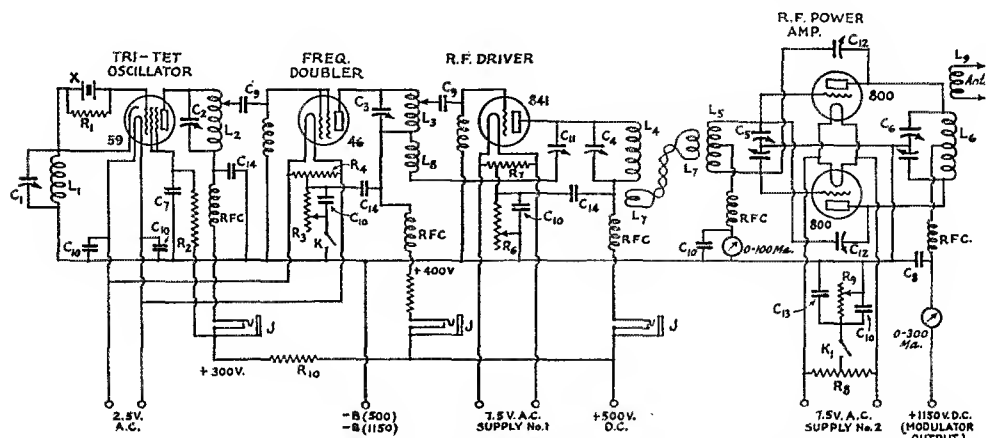 R.F. POWER
AMP.
TRI-TET
OSCILLATOR
FREQ.
DOUBLER
R.F. DRIVER
C12
L9
Ant.
X
R1
C9
C9
841
800
59
C2
L2
46
C3
L3
C11
C4
L4
L5
C5
C6
L6
C1
L1
C14
R4
L8
R7
L7
L7
C7
R2
RFC
R3
C10
K
C14
RFC
R6
C10
C14
RFC
RFC
800
C12
RFC.
C10
C10
C10
0-100 Ma.
C8
+400V
C13
R9
C10
0-300
Ma.
J
J
J
K1
+300V.
R10
R8
2.5V.
A.C.
-B(500)
-B(1150)
7.5V. A.C.
SUPPLY No.1
+500V.
D.C.
7.5V. A.C.
SUPPLY No.2
+1150V. D.C.
(MODULATOR
OUTPUT)